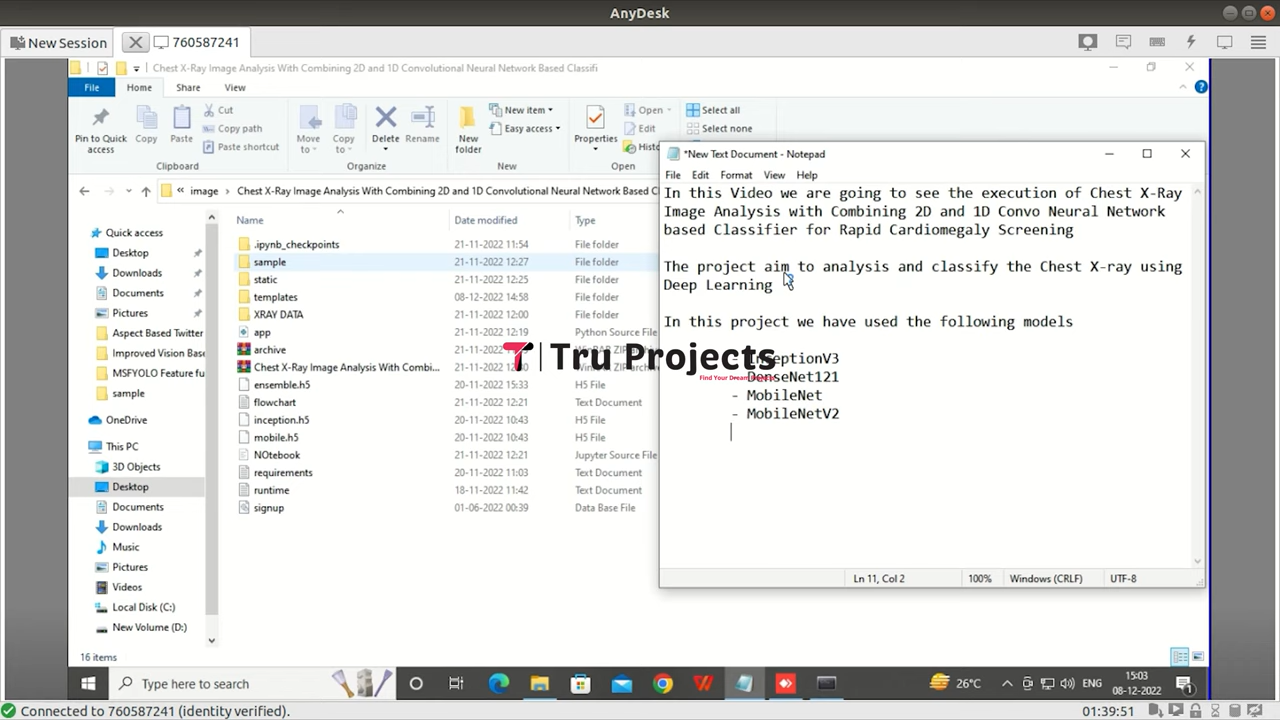 AnyDesk
New Session
760587241
Chest X-Ray Image Analysis With Combining 2D and 1D Convolutional Neural Network Based Classifi
File Home Share View
Pin to Quick access
Copy
Paste
Cut
Copy path
Paste shortcut
Clipboard
Move to
Copy to
Delete
Rename
Organize
New folder
New item
Easy access
New
Properties
Open
Edit
Open
Select all
Select none
image › Chest X-Ray Image Analysis With Combining 2D and 1D Convolutional Neural Network Based C
Name Date modified Type
Quick access
Desktop
Downloads
Documents
Pictures
Aspect Based Twitter
Improved Vision Base
MSFYOLO Feature fu
sample
OneDrive
This PC
3D Objects
Desktop
Documents
Downloads
Music
Pictures
Videos
Local Disk (C:)
New Volume (D:)
.ipynb_checkpoints 21-11-2022 11:54 File folder
sample 21-11-2022 12:27 File folder
static 21-11-2022 12:25 File folder
templates 08-12-2022 14:58 File folder
XRAY DATA 21-11-2022 12:00 File folder
app 21-11-2022 12:19 Python Source File
archive
Chest X-Ray Image Analysis With Combi...
ensemble.h5 20-11-2022 15:33 H5 File
flowchart 21-11-2022 12:21 Text Document
inception.h5 20-11-2022 10:43 H5 File
mobile.h5 20-11-2022 10:43 H5 File
NOtebook 21-11-2022 12:21 Jupyter Source File
requirements 20-11-2022 11:03 Text Document
runtime 18-11-2022 11:42 Text Document
signup 01-06-2022 00:39 Data Base File
16 items
*New Text Document - Notepad
File Edit Format View Help
In this Video we are going to see the execution of Chest X-Ray
Image Analysis with Combining 2D and 1D Convo Neural Network
based Classifier for Rapid Cardiomegaly Screening
The project aim to analysis and classify the Chest X-ray using
Deep Learning
In this project we have used the following models
- InceptionV3
- DenseNet121
- MobileNet
- MobileNetV2
Ln 11, Col 2 100% Windows (CRLF) UTF-8
Tru Projects
Find Your Dream
Type here to search
26°C
ENG
15:03
08-12-2022
Connected to 760587241 (identity verified).
01:39:51